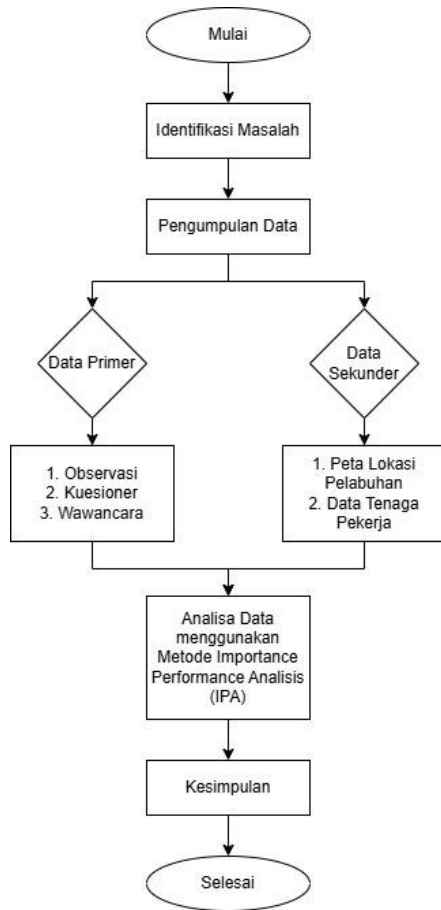 Mulai
Identifikasi Masalah
Pengumpulan Data
Data Primer
Data
Sekunder
1. Observasi
2. Kuesioner
3. Wawancara
1. Peta Lokasi
Pelabuhan
2. Data Tenaga
Pekerja
Analisa Data
menggunakan
Metode Importance
Performance Analisis
(IPA)
Kesimpulan
Selesai